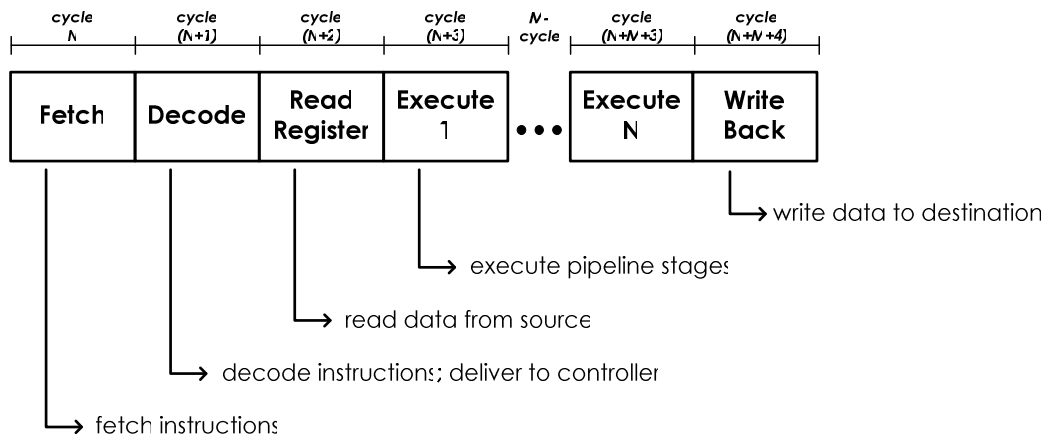 cycle N
cycle (N+1)
cycle (N+2)
cycle (N+3)
M-cycle
cycle (N+M+3)
cycle (N+M+4)
Fetch
Decode
Read
Register
Execute
1
Execute
N
Write
Back
write data to destination
execute pipeline stages
read data from source
decode instructions; deliver to controller
fetch instructions